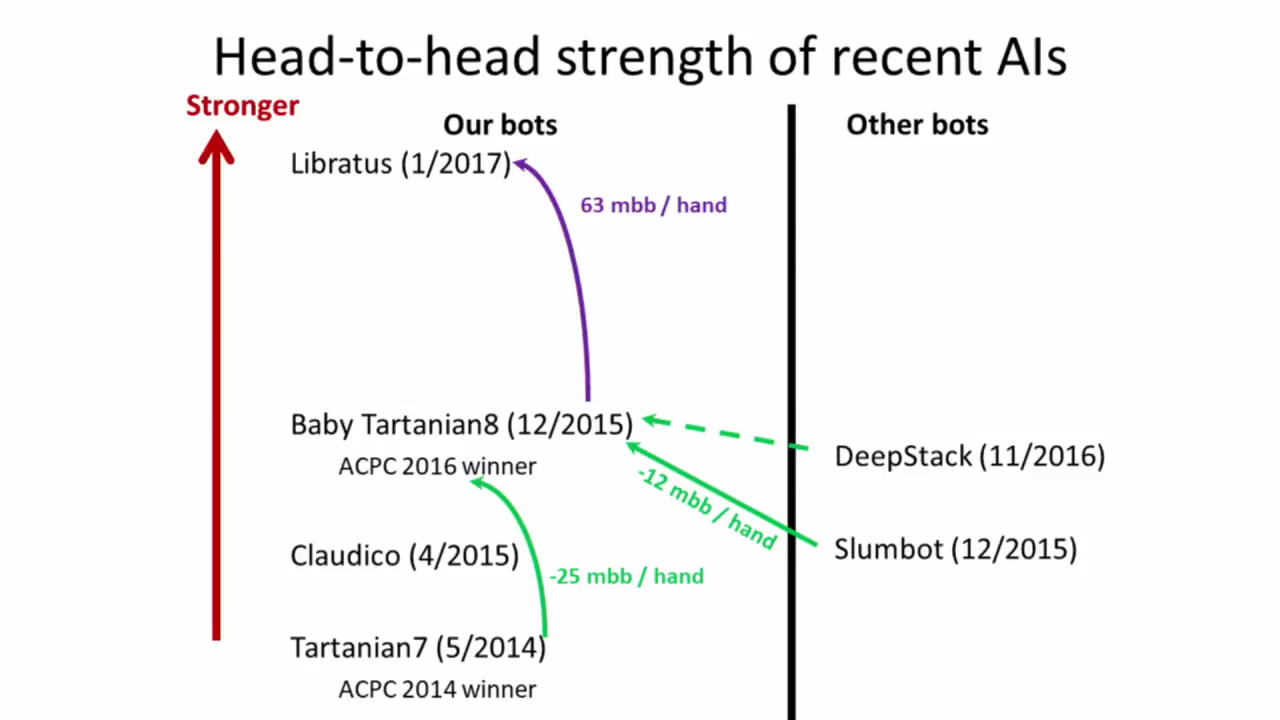 Head-to-head strength of recent AIs
Stronger
Our bots
Other bots
Libratus (1/2017)
63 mbb / hand
Baby Tartanian8 (12/2015)
ACPC 2016 winner
DeepStack (11/2016)
-12 mbb / hand
Slumbot (12/2015)
Claudico (4/2015)
-25 mbb / hand
Tartanian7 (5/2014)
ACPC 2014 winner